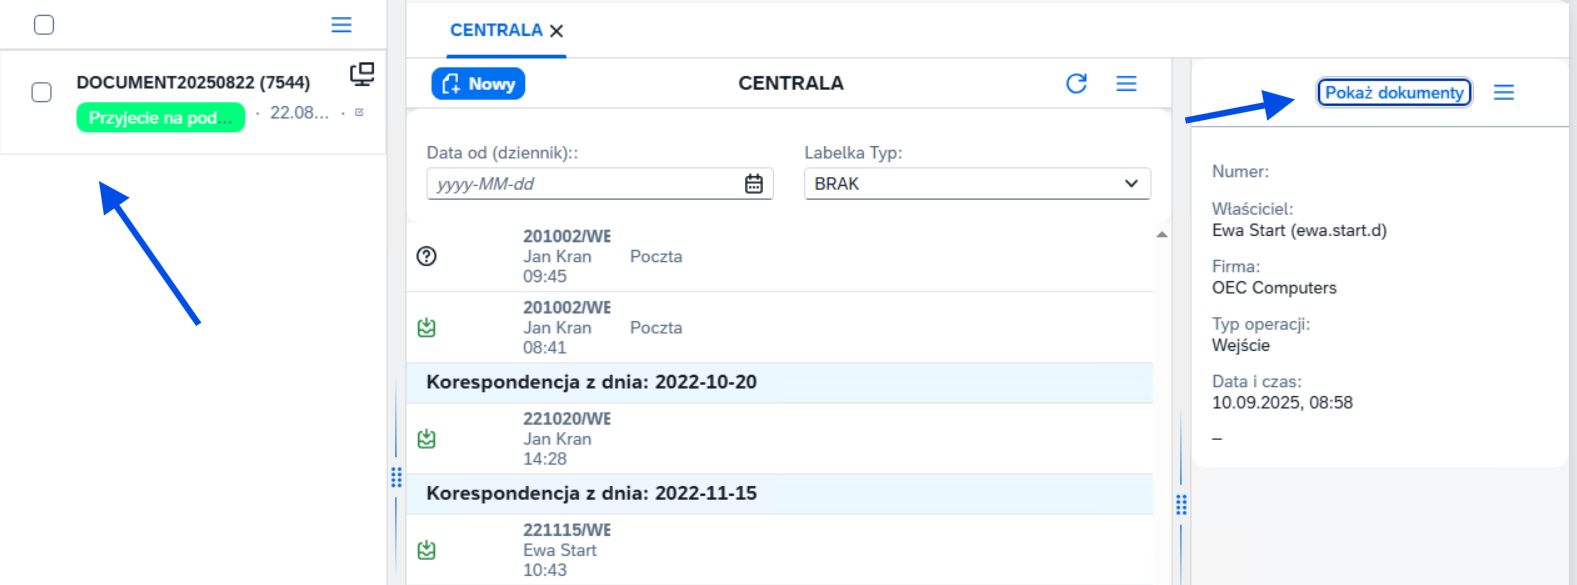 DOCUMENT20250822 (7544)
Przyjecie na pod... · 22.08... ·
CENTRALA
Nowy
CENTRALA
Data od (dziennik)::
yyyy-MM-dd
Labelka Typ:
BRAK
201002/WE
Jan Kran
09:45
Poczta
201002/WE
Jan Kran
08:41
Poczta
Korespondencja z dnia: 2022-10-20
221020/WE
Jan Kran
14:28
Korespondencja z dnia: 2022-11-15
221115/WE
Ewa Start
10:43
Pokaż dokumenty
Numer:
Właściciel:
Ewa Start (ewa.start.d)
Firma:
OEC Computers
Typ operacji:
Wejście
Data i czas:
10.09.2025, 08:58
–